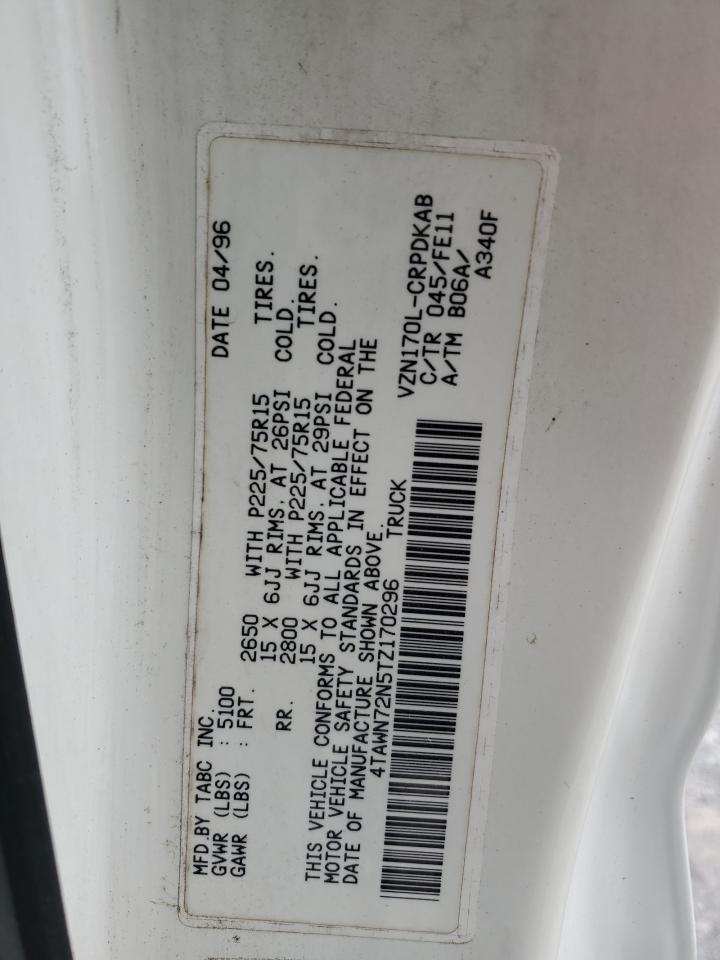 MFD.BY TABC INC. DATE 04/96
GVWR (LBS) : 5100
GAWR (LBS) : FRT. 2650 WITH P225/75R15 TIRES.
15 X 6JJ RIMS, AT 26PSI COLD.
RR. 2800 WITH P225/75R15 TIRES.
15 X 6JJ RIMS, AT 29PSI COLD.
THIS VEHICLE CONFORMS TO ALL APPLICABLE FEDERAL
MOTOR VEHICLE SAFETY STANDARDS IN EFFECT ON THE
DATE OF MANUFACTURE SHOWN ABOVE.
4TAWN72N5TZ170296 TRUCK
VZN170L-CRPDKAB
C/TR 045/FE11
A/TM B06A/
A340F